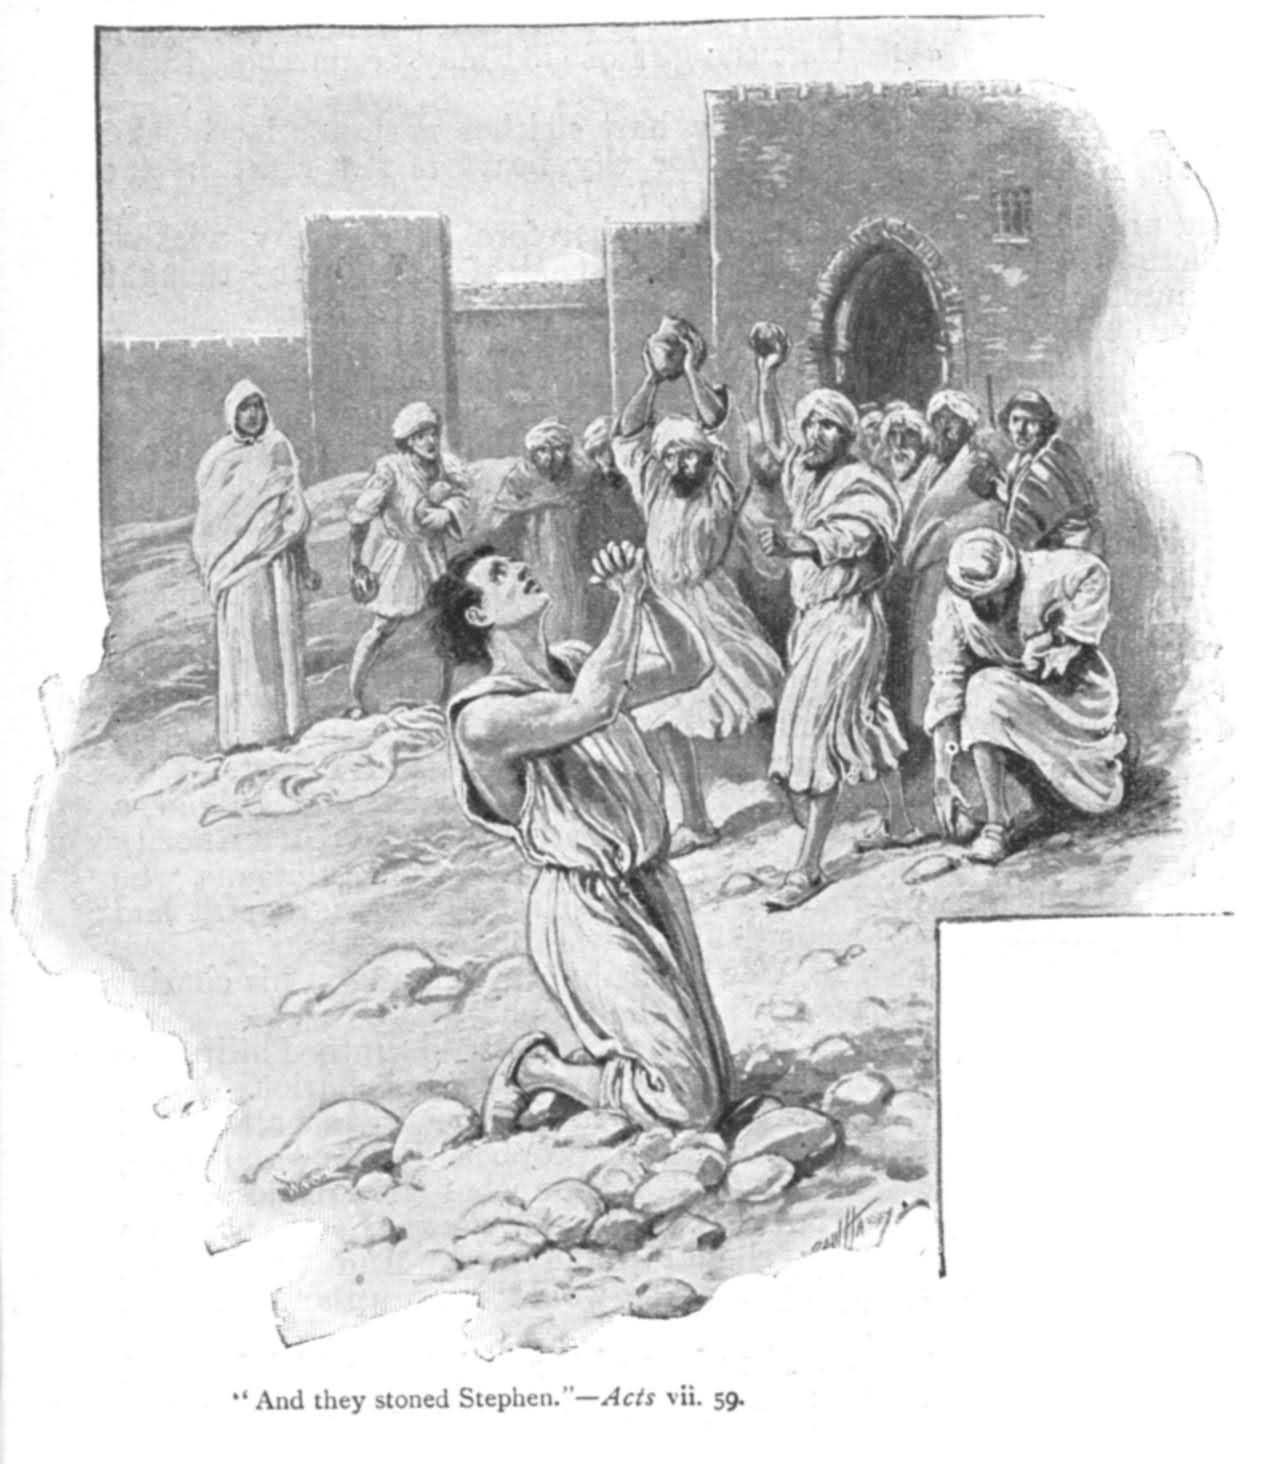 “And they stoned Stephen.”—Acts vii. 59.